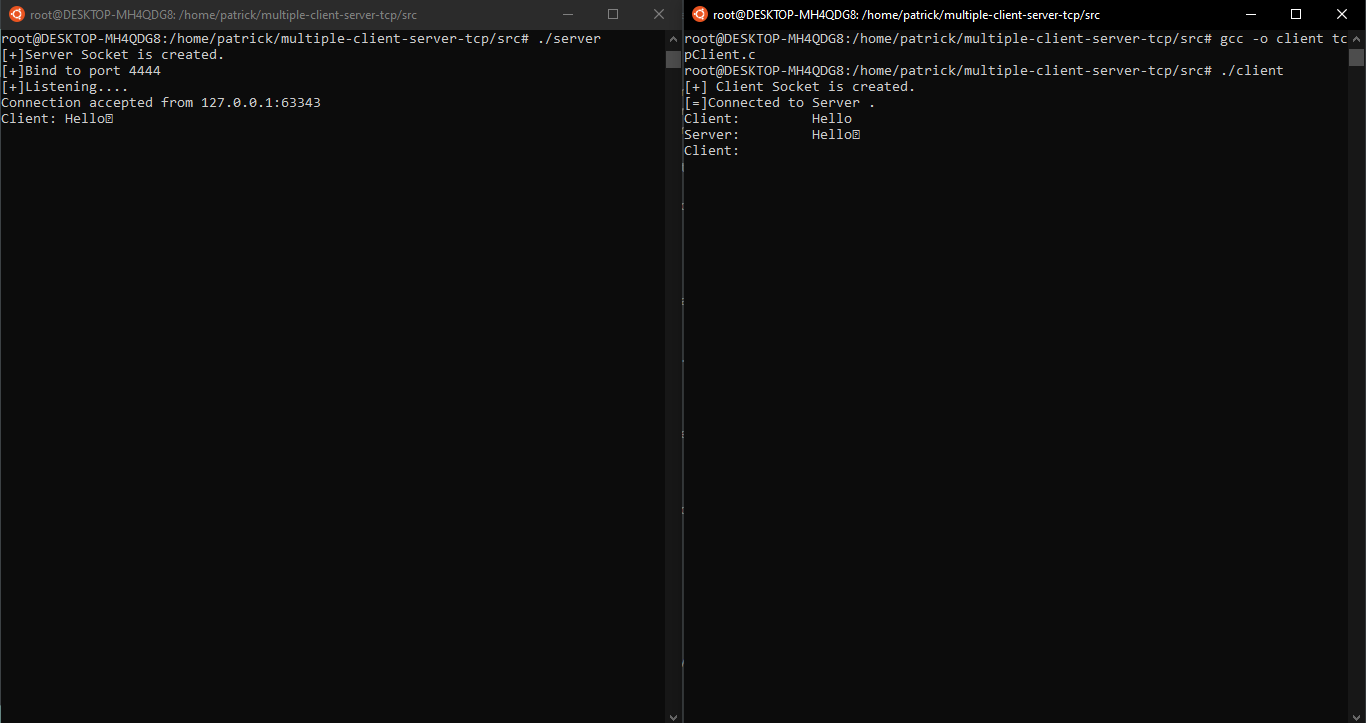 root@DESKTOP-MH4QDG8: /home/patrick/multiple-client-server-tcp/src
root@DESKTOP-MH4QDG8:/home/patrick/multiple-client-server-tcp/src# ./server
[+]Server Socket is created.
[+]Bind to port 4444
[+]Listening....
Connection accepted from 127.0.0.1:63343
Client: Hello⍰
root@DESKTOP-MH4QDG8: /home/patrick/multiple-client-server-tcp/src
root@DESKTOP-MH4QDG8:/home/patrick/multiple-client-server-tcp/src# gcc -o client tc
pClient.c
root@DESKTOP-MH4QDG8:/home/patrick/multiple-client-server-tcp/src# ./client
[+] Client Socket is created.
[=]Connected to Server .
Client:         Hello
Server:         Hello⍰
Client: